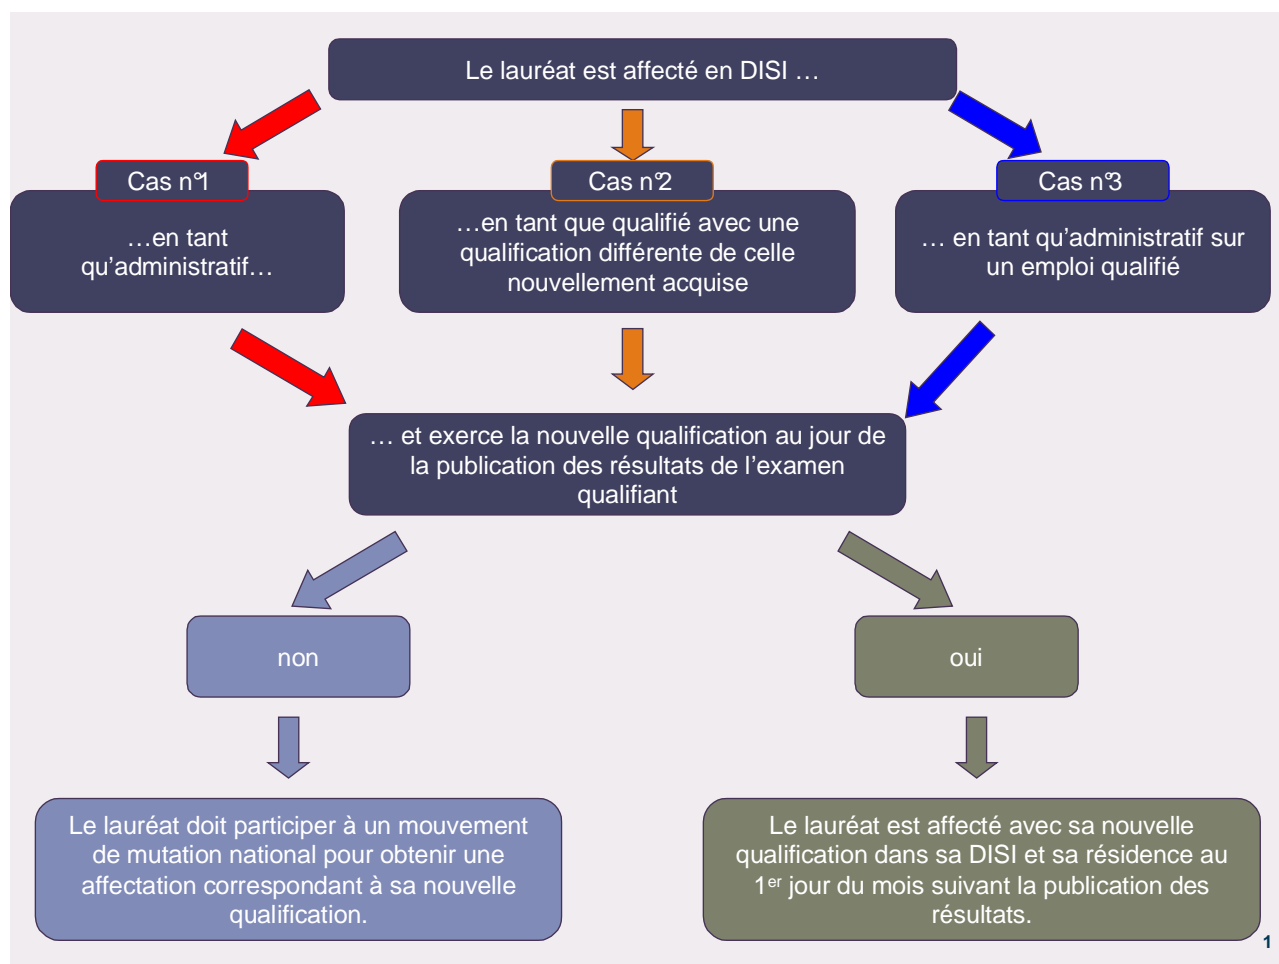 Le lauréat est affecté en DISI …
Cas n°1
…en tant
qu’administratif…
Cas n°2
…en tant que qualifié avec une
qualification différente de celle
nouvellement acquise
Cas n°3
… en tant qu’administratif sur
un emploi qualifié
… et exerce la nouvelle qualification au jour de
la publication des résultats de l’examen
qualifiant
non
oui
Le lauréat doit participer à un mouvement
de mutation national pour obtenir une
affectation correspondant à sa nouvelle
qualification.
Le lauréat est affecté avec sa nouvelle
qualification dans sa DISI et sa résidence au
1er jour du mois suivant la publication des
résultats.
1